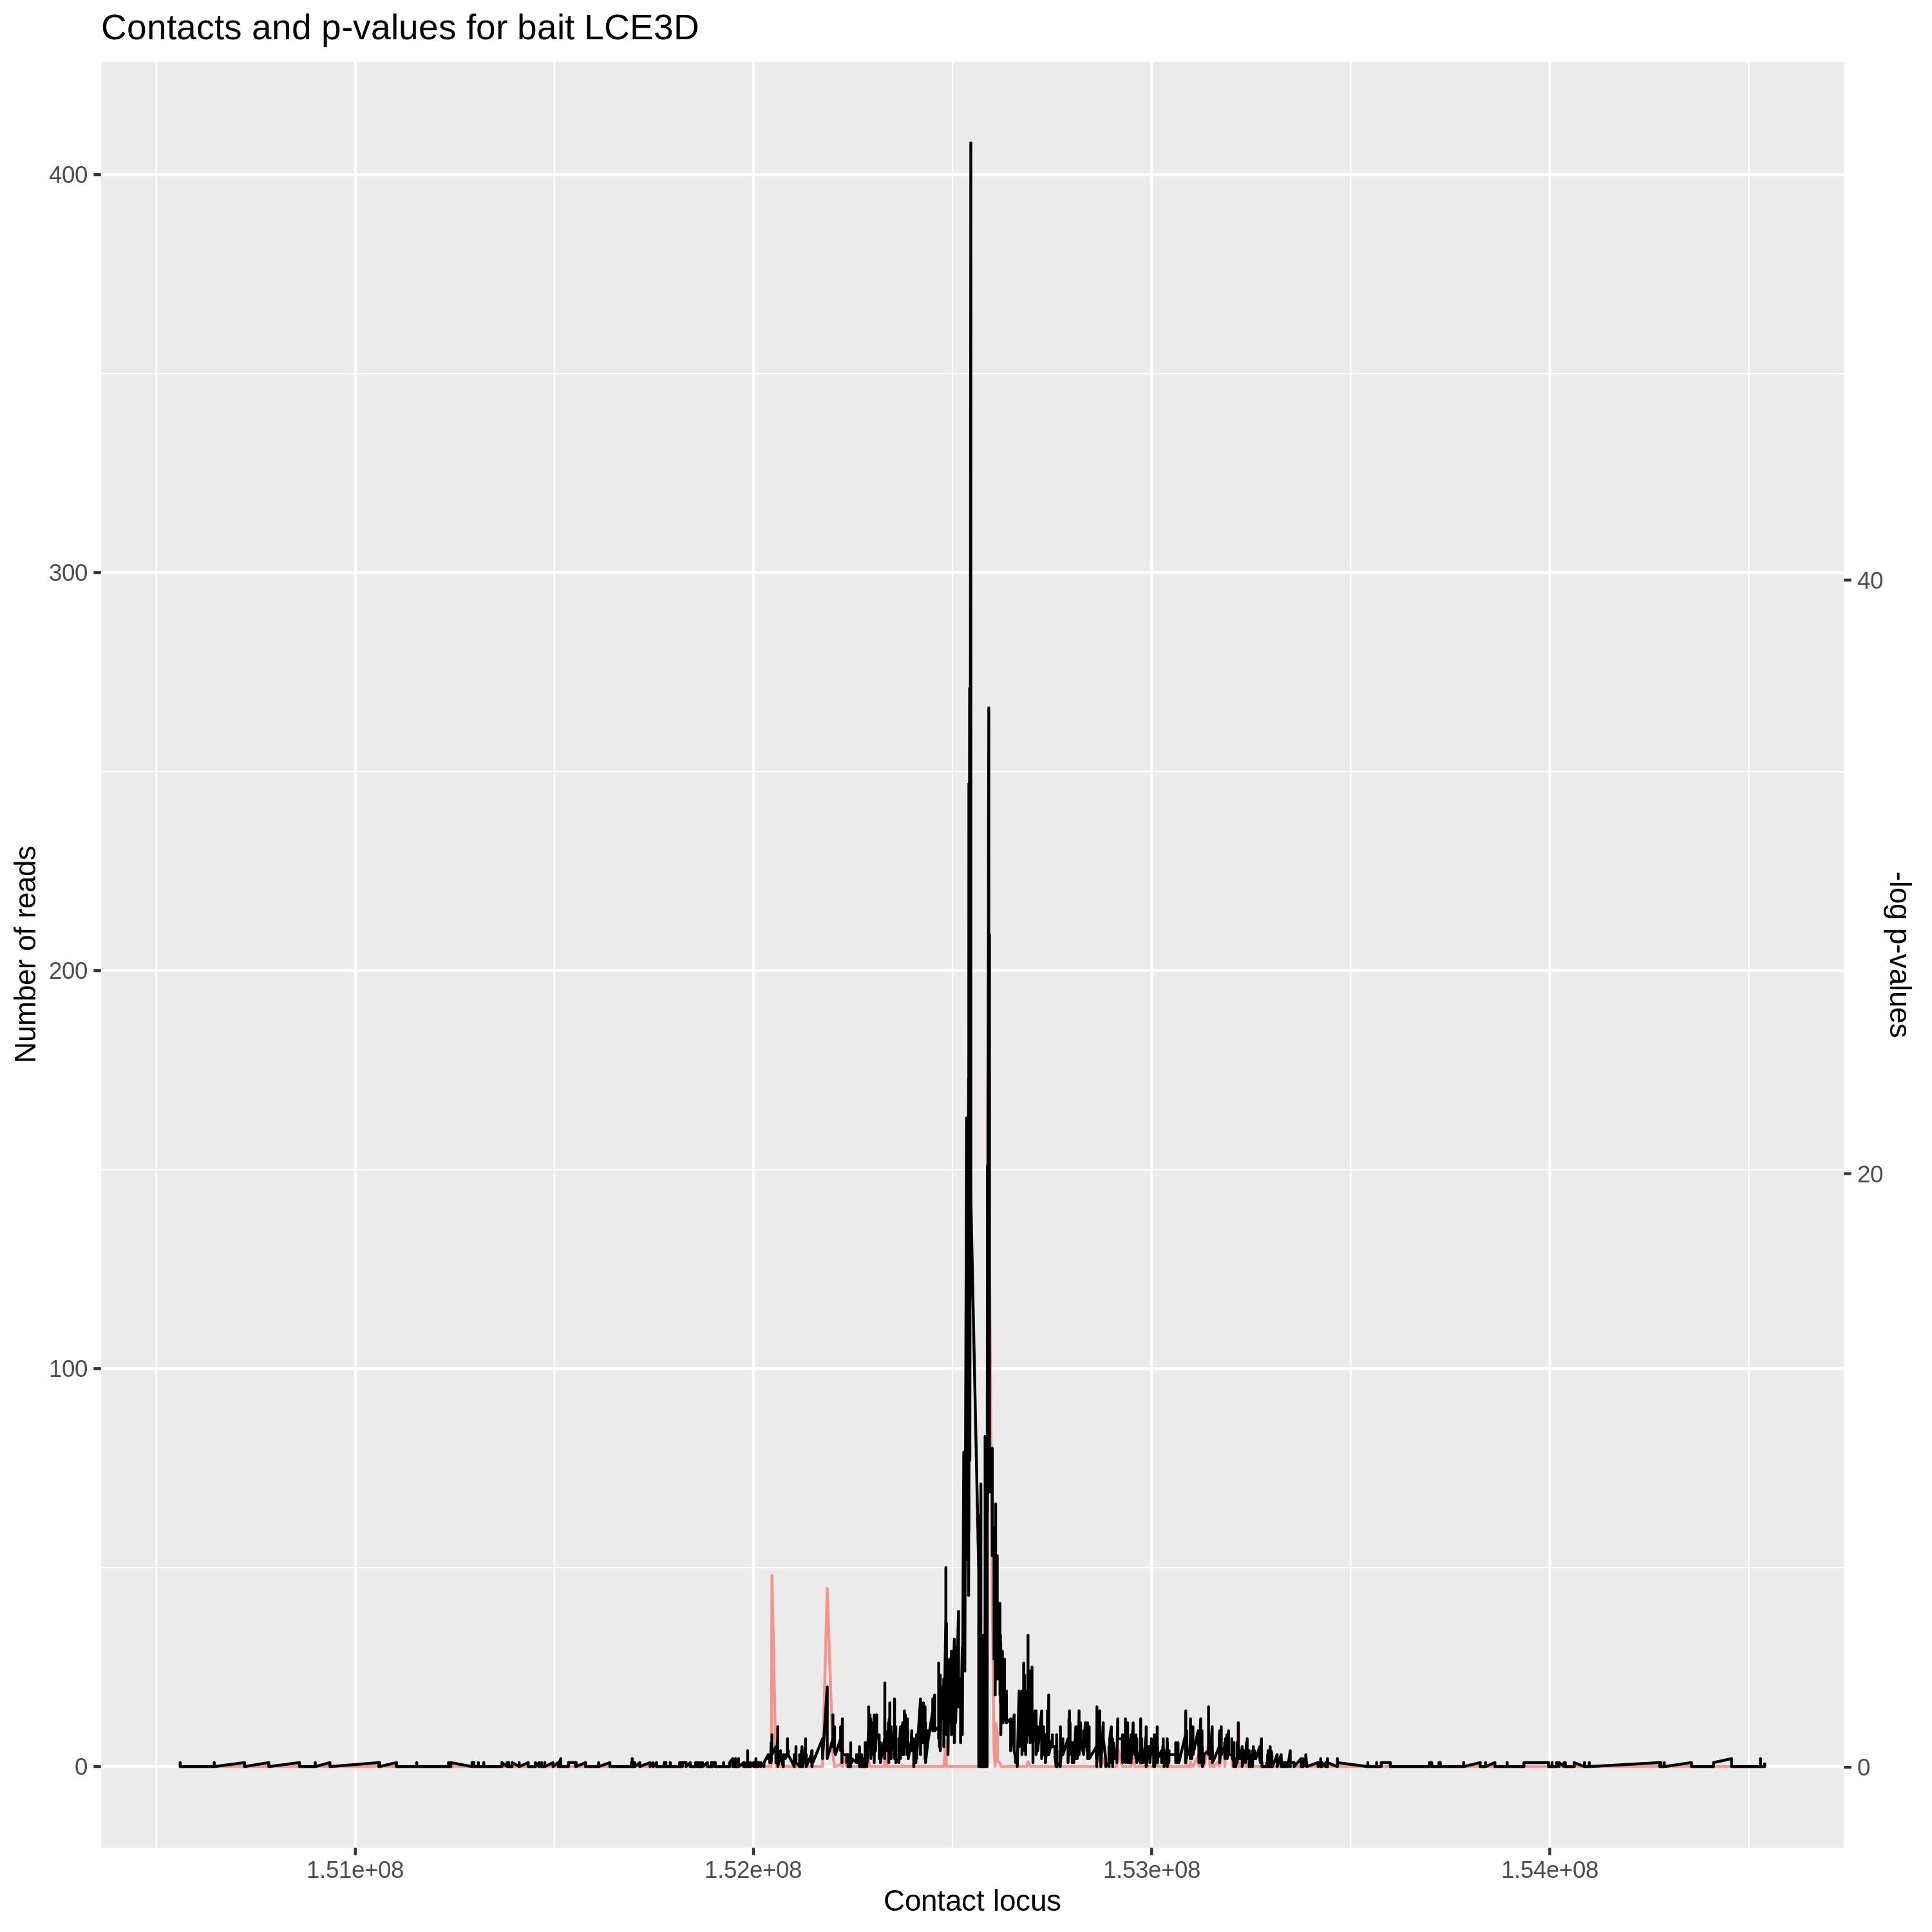 Contacts and p-values for bait LCE3D
400
300
200
100
0
Number of reads
40
20
0
-log p-values
1.51e+08
1.52e+08
1.53e+08
1.54e+08
Contact locus